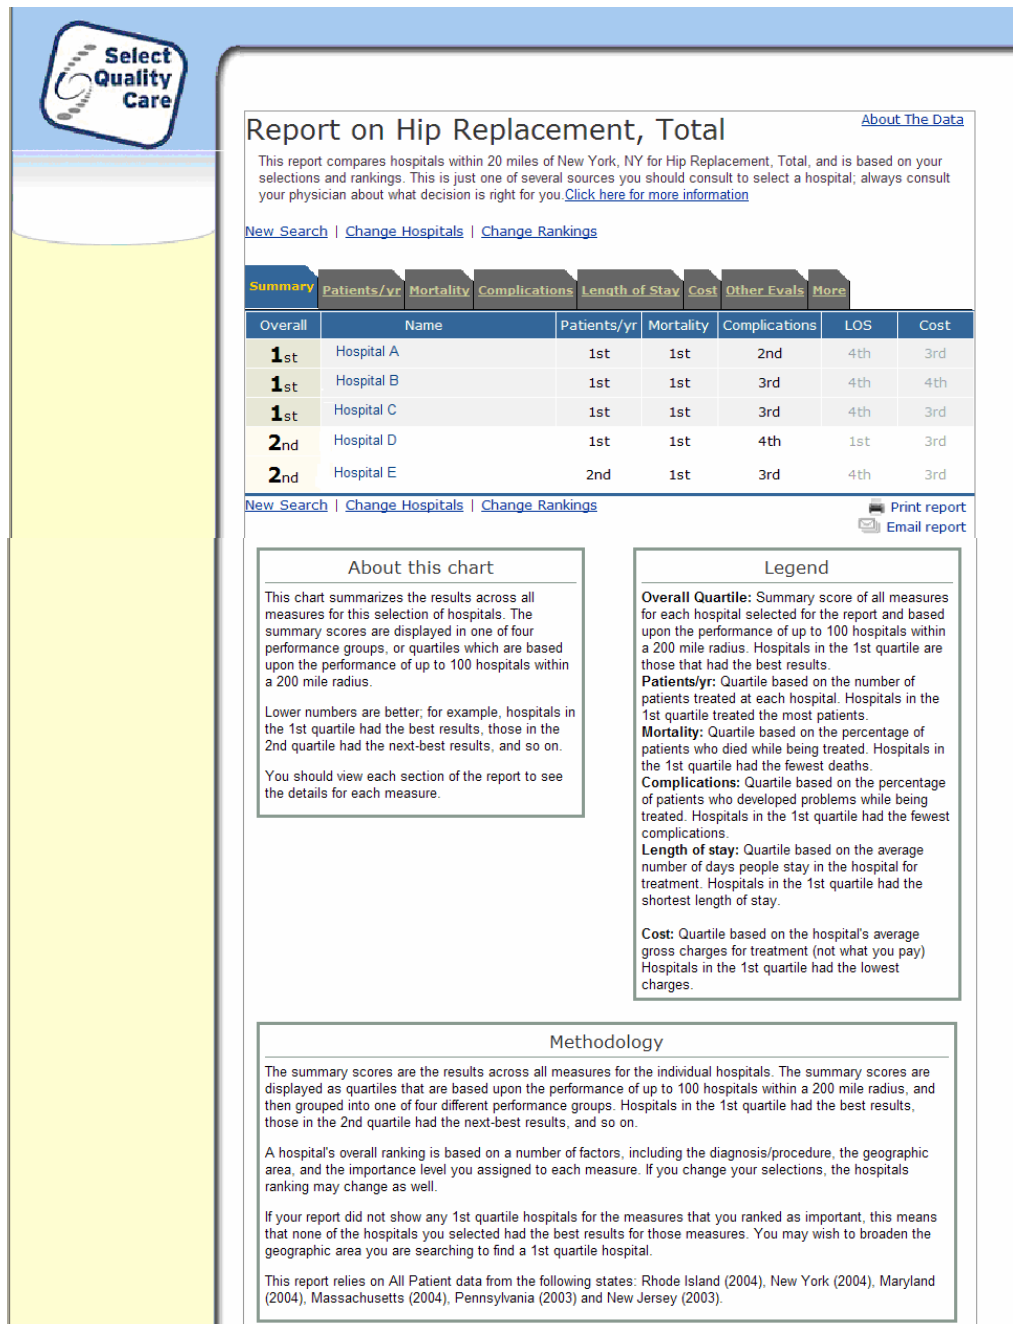 Select
Quality
Care
Report on Hip Replacement, Total
About The Data
This report compares hospitals within 20 miles of New York, NY for Hip Replacement, Total, and is based on your
selections and rankings. This is just one of several sources you should consult to select a hospital; always consult
your physician about what decision is right for you.Click here for more information
New Search | Change Hospitals | Change Rankings
Summary Patients/yr Mortality Complications Length of Stay Cost Other Evals More
Overall Name Patients/yr Mortality Complications LOS Cost
1st Hospital A 1st 1st 2nd 4th 3rd
1st Hospital B 1st 1st 3rd 4th 4th
1st Hospital C 1st 1st 3rd 4th 3rd
2nd Hospital D 1st 1st 4th 1st 3rd
2nd Hospital E 2nd 1st 3rd 4th 3rd
New Search | Change Hospitals | Change Rankings
Print report
Email report
About this chart
This chart summarizes the results across all
measures for this selection of hospitals. The
summary scores are displayed in one of four
performance groups, or quartiles which are based
upon the performance of up to 100 hospitals within
a 200 mile radius.
Lower numbers are better; for example, hospitals in
the 1st quartile had the best results, those in the
2nd quartile had the next-best results, and so on.
You should view each section of the report to see
the details for each measure.
Legend
Overall Quartile: Summary score of all measures
for each hospital selected for the report and based
upon the performance of up to 100 hospitals within
a 200 mile radius. Hospitals in the 1st quartile are
those that had the best results.
Patients/yr: Quartile based on the number of
patients treated at each hospital. Hospitals in the
1st quartile treated the most patients.
Mortality: Quartile based on the percentage of
patients who died while being treated. Hospitals in
the 1st quartile had the fewest deaths.
Complications: Quartile based on the percentage
of patients who developed problems while being
treated. Hospitals in the 1st quartile had the fewest
complications.
Length of stay: Quartile based on the average
number of days people stay in the hospital for
treatment. Hospitals in the 1st quartile had the
shortest length of stay.
Cost: Quartile based on the hospital's average
gross charges for treatment (not what you pay)
Hospitals in the 1st quartile had the lowest
charges.
Methodology
The summary scores are the results across all measures for the individual hospitals. The summary scores are
displayed as quartiles that are based upon the performance of up to 100 hospitals within a 200 mile radius, and
then grouped into one of four different performance groups. Hospitals in the 1st quartile had the best results,
those in the 2nd quartile had the next-best results, and so on.
A hospital's overall ranking is based on a number of factors, including the diagnosis/procedure, the geographic
area, and the importance level you assigned to each measure. If you change your selections, the hospitals
ranking may change as well.
If your report did not show any 1st quartile hospitals for the measures that you ranked as important, this means
that none of the hospitals you selected had the best results for those measures. You may wish to broaden the
geographic area you are searching to find a 1st quartile hospital.
This report relies on All Patient data from the following states: Rhode Island (2004), New York (2004), Maryland
(2004), Massachusetts (2004), Pennsylvania (2003) and New Jersey (2003).